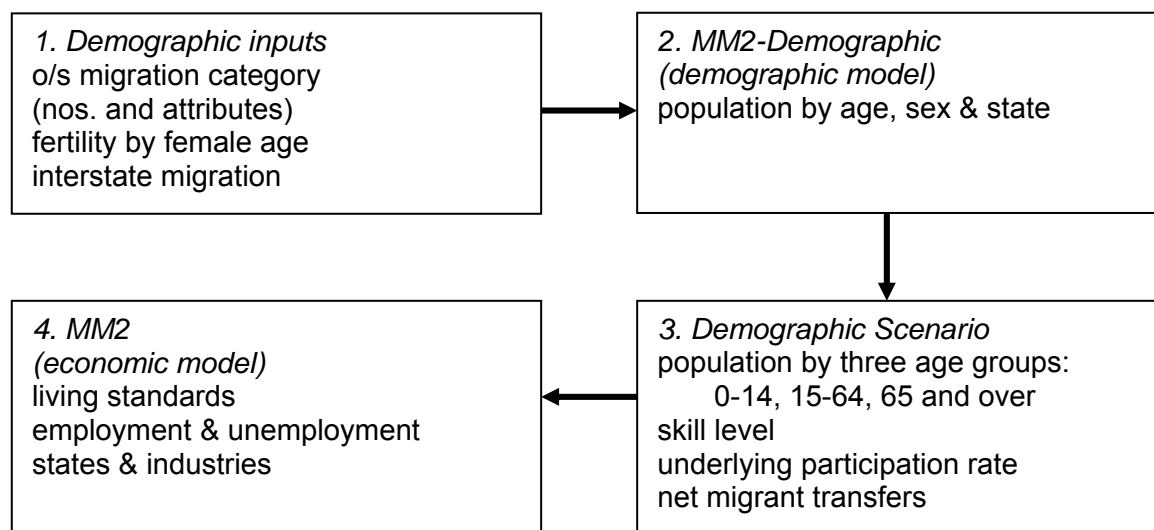 1. Demographic inputs
o/s migration category
(nos. and attributes)
fertility by female age
interstate migration
2. MM2-Demographic
(demographic model)
population by age, sex & state
3. Demographic Scenario
population by three age groups:
0-14, 15-64, 65 and over
skill level
underlying participation rate
net migrant transfers
4. MM2
(economic model)
living standards
employment & unemployment
states & industries